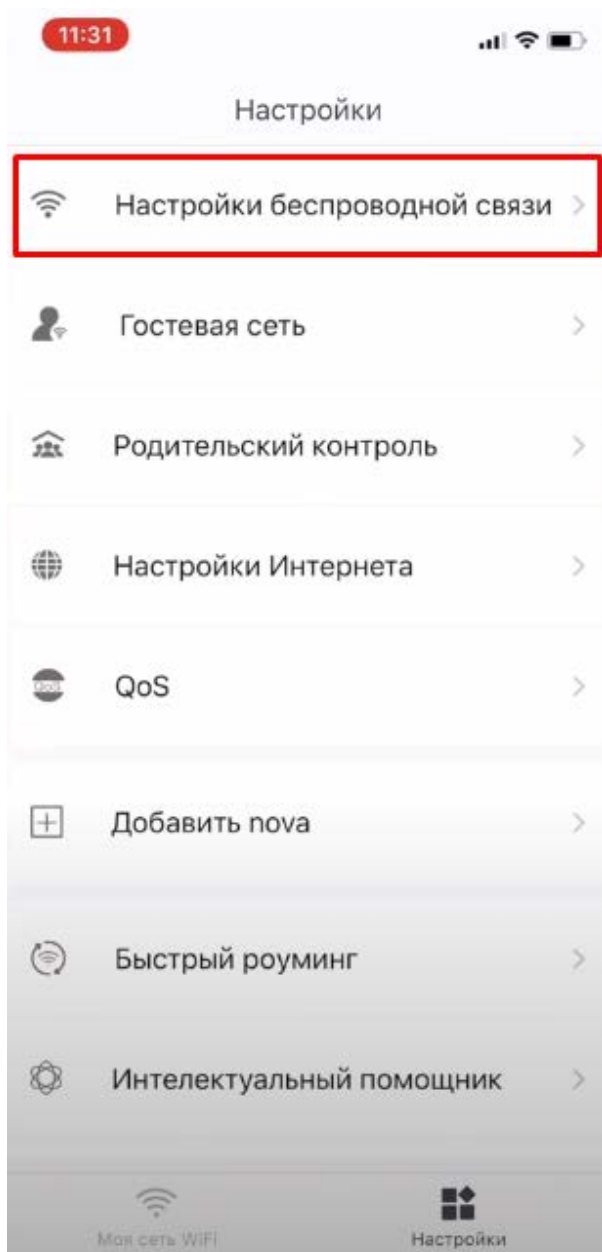 11:31
Настройки
Настройки беспроводной связи
Гостевая сеть
Родительский контроль
Настройки Интернета
QoS
QoS
Добавить nova
Быстрый роуминг
Интелектуальный помощник
Моя сеть WiFi
Настройки